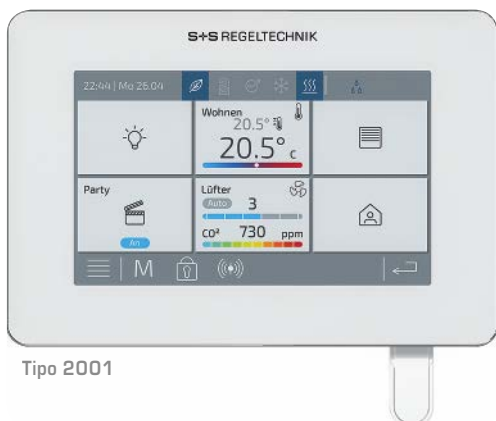 S+S REGELTECHNIK
22:44 | Mo 26.04
Wohnen
20.5°
20.5° c
Party
An
Lüfter
Auto 3
CO² 730 ppm
M
Tipo 2001